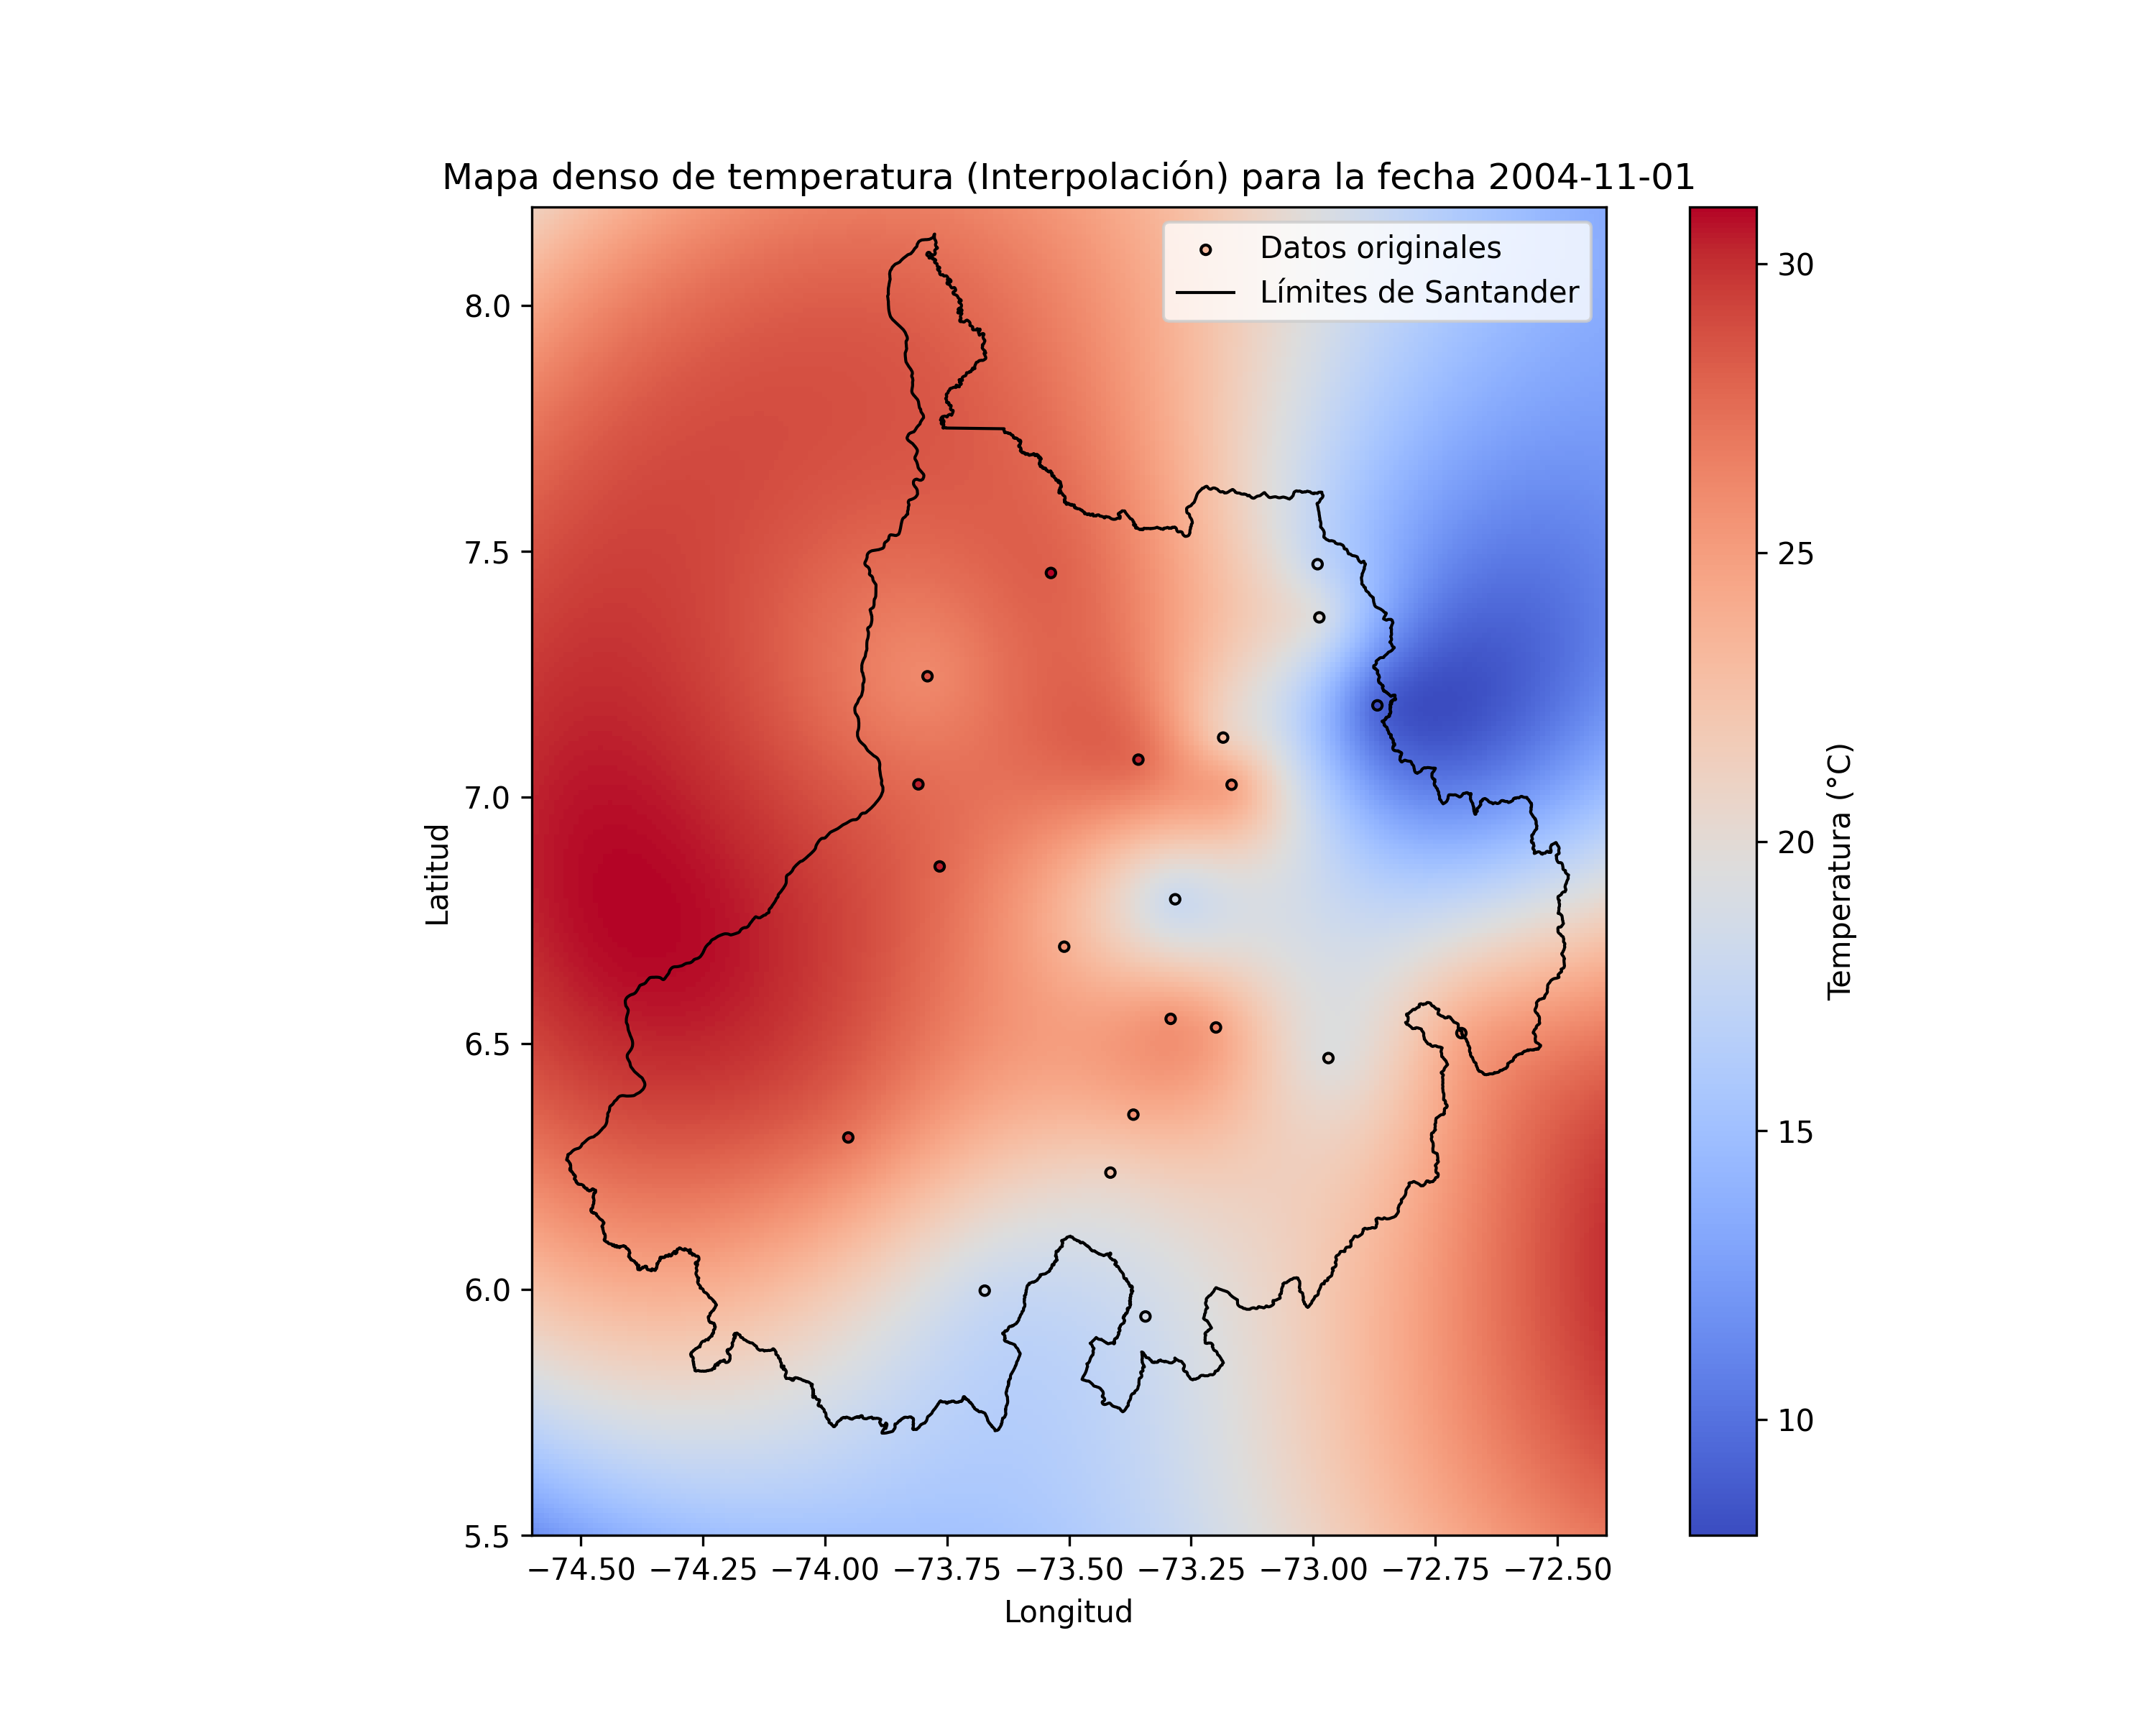 Mapa denso de temperatura (Interpolación) para la fecha 2004-11-01
Datos originales
Límites de Santander
8.0
7.5
7.0
6.5
6.0
5.5
Latitud
−74.50 −74.25 −74.00 −73.75 −73.50 −73.25 −73.00 −72.75 −72.50
Longitud
30
25
20
15
10
Temperatura (°C)